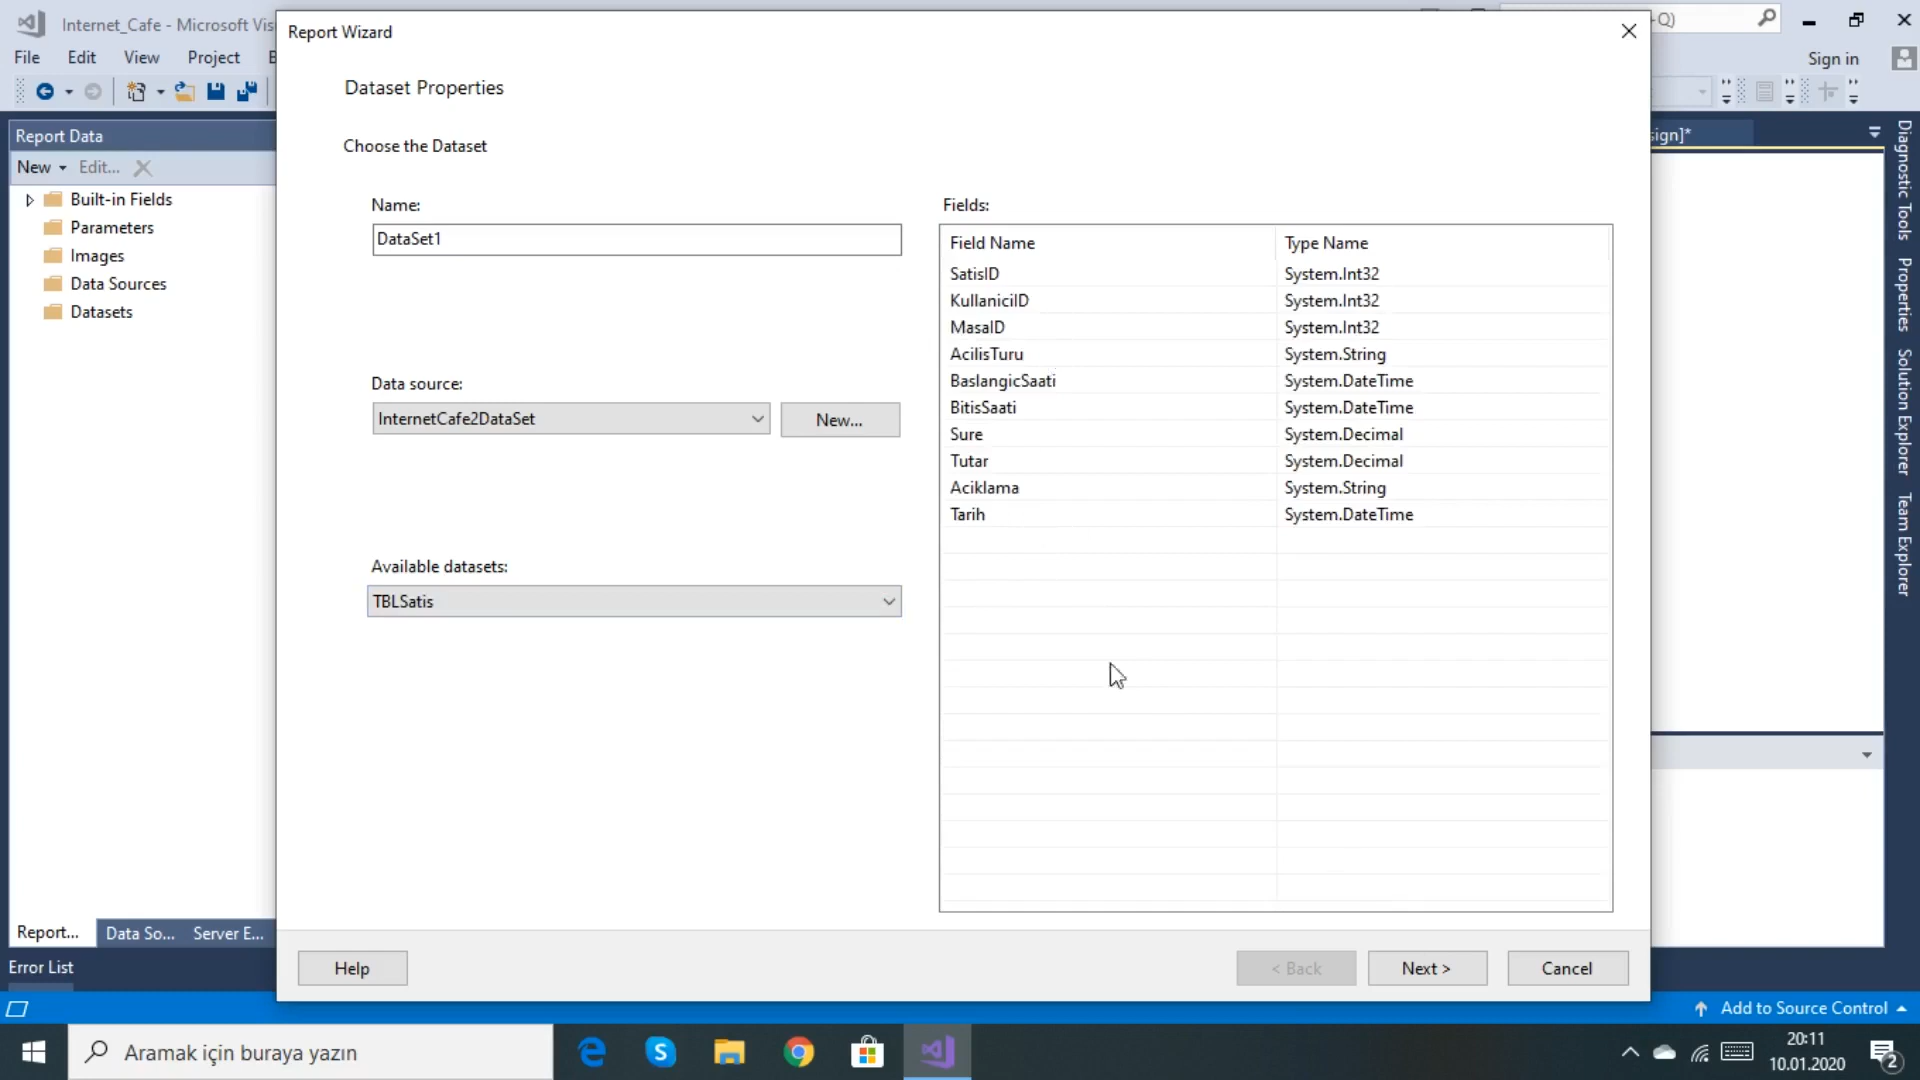 Internet_Cafe - Microsoft Vis
File Edit View Project
Report Wizard
-Q)
Sign in
Dataset Properties
Choose the Dataset
Report Data
New Edit...
Built-in Fields
Parameters
Images
Data Sources
Datasets
Name:
DataSet1
Data source:
InternetCafe2DataSet
New...
Available datasets:
TBLSatis
Fields:
Field Name Type Name
SatisID System.Int32
KullaniciID System.Int32
MasaID System.Int32
AcilisTuru System.String
BaslangicSaati System.DateTime
BitisSaati System.DateTime
Sure System.Decimal
Tutar System.Decimal
Aciklama System.String
Tarih System.DateTime
sign]*
Diagnostic Tools
Properties
Solution Explorer
Team Explorer
Report... Data So... Server E...
Error List
Help
< Back
Next >
Cancel
Add to Source Control
Aramak için buraya yazın
20:11
10.01.2020
2